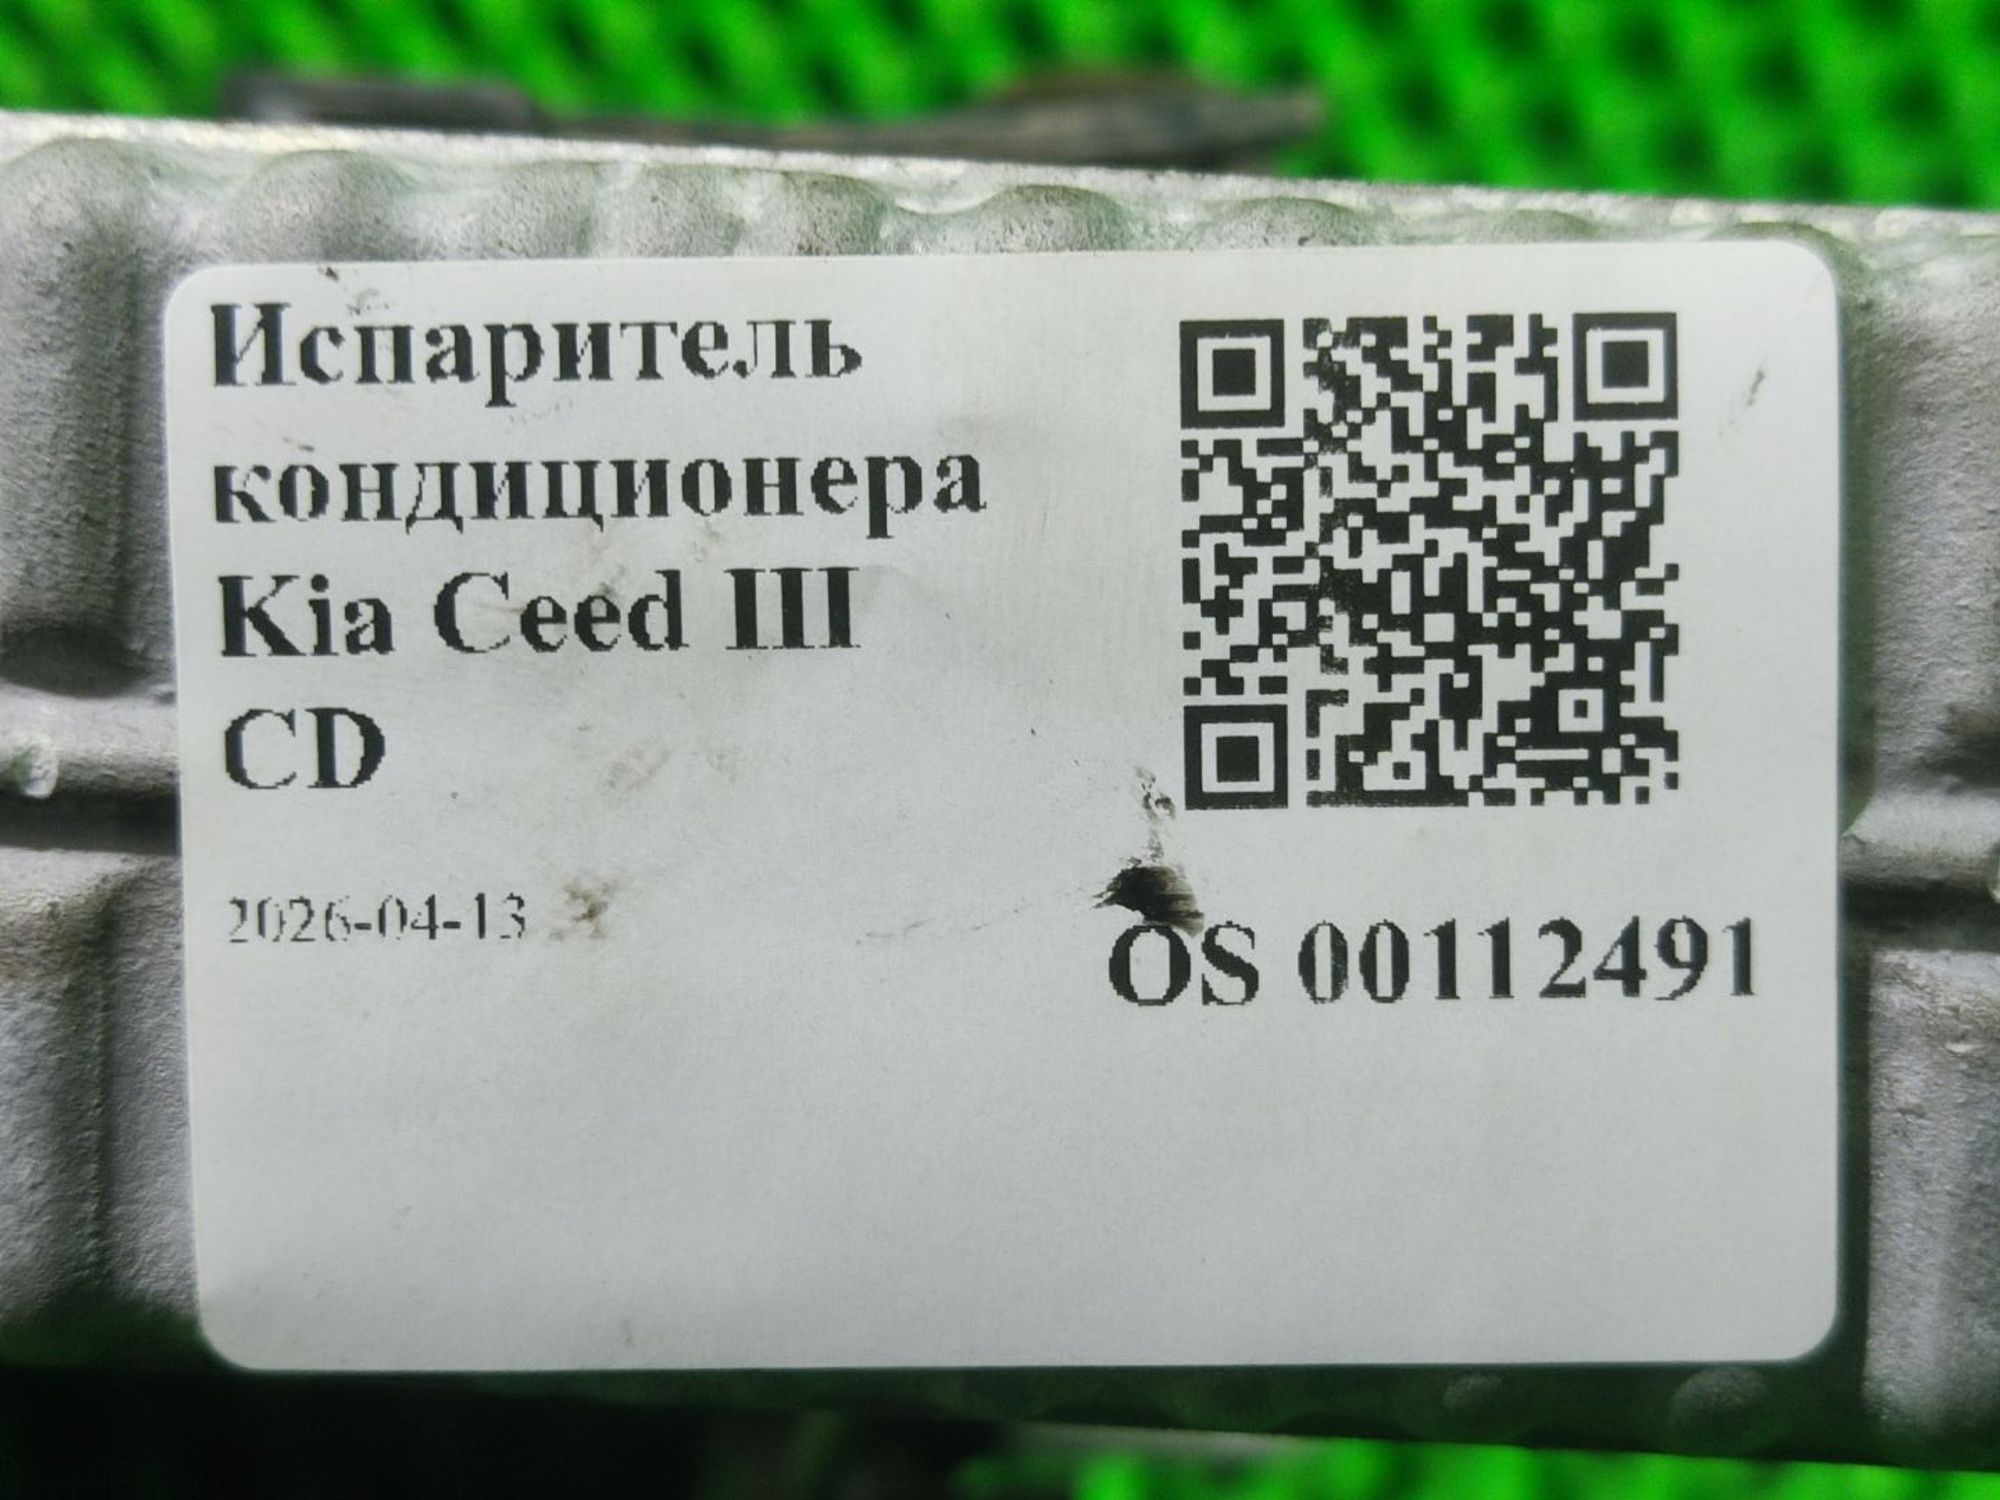 Испаритель
кондиционера
Kia Ceed III
CD
2026-04-13
OS 00112491